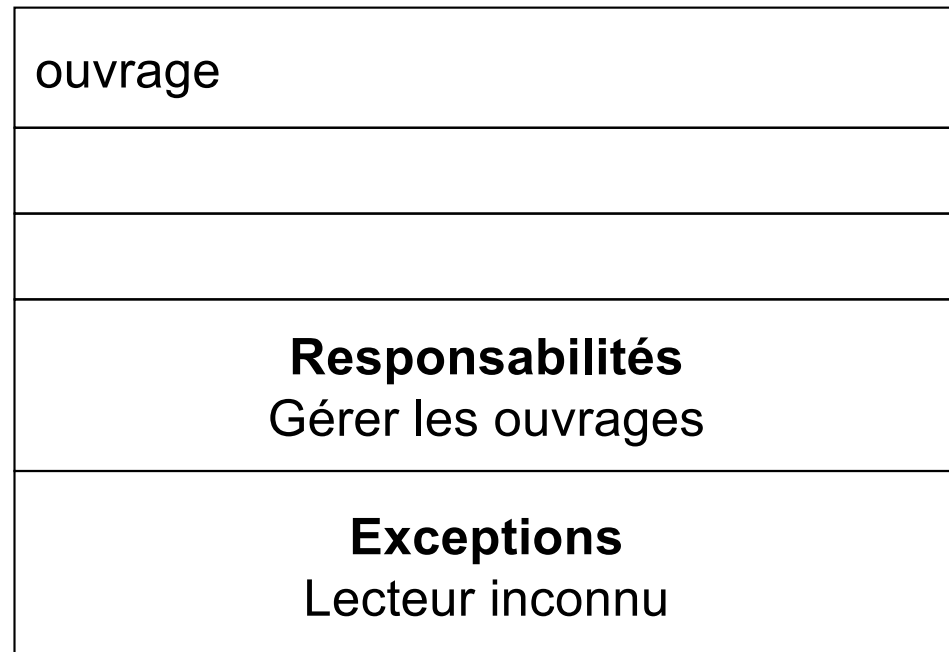 ouvrage
Responsabilités
Gérer les ouvrages
Exceptions
Lecteur inconnu